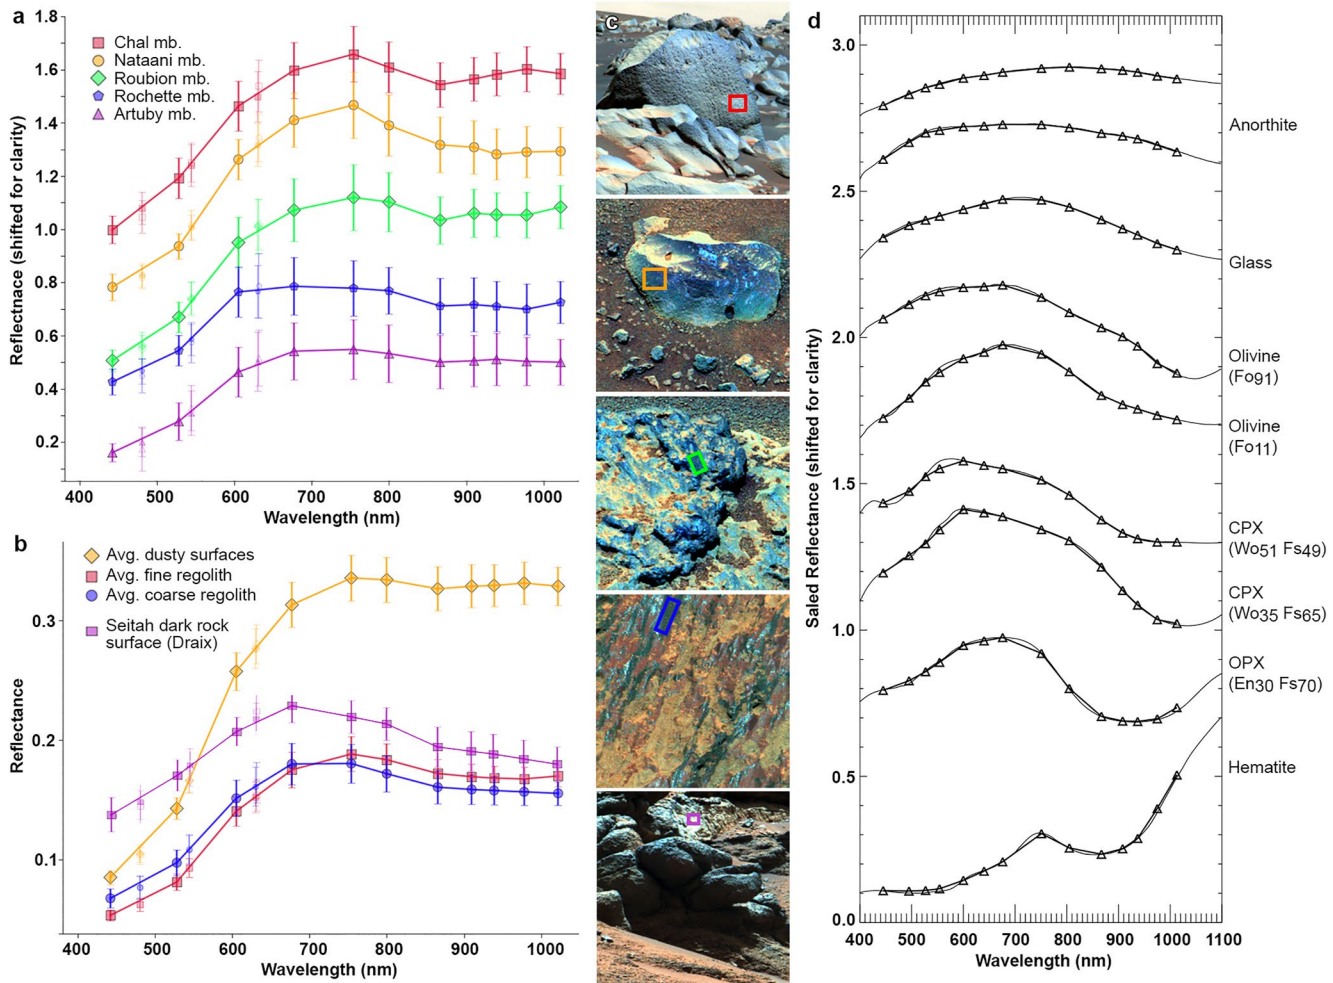 a
1.8
1.6
1.4
1.2
1.0
0.8
0.6
0.4
0.2
Reflectnace (shifted for clarity)
Chal mb.
Nataani mb.
Roubion mb.
Rochette mb.
Artuby mb.
400 500 600 700 800 900 1000
Wavelength (nm)
b
0.3
0.2
0.1
Reflectance
Avg. dusty surfaces
Avg. fine regolith
Avg. coarse regolith
Seitah dark rock
surface (Draix)
400 500 600 700 800 900 1000
Wavelength (nm)
c
d
3.0
2.5
2.0
1.5
1.0
0.5
0.0
Saled Reflectance (shifted for clarity)
Anorthite
Glass
Olivine
(Fo91)
Olivine
(Fo11)
CPX
(Wo51 Fs49)
CPX
(Wo35 Fs65)
OPX
(En30 Fs70)
Hematite
400 500 600 700 800 900 1000 1100
Wavelength (nm)